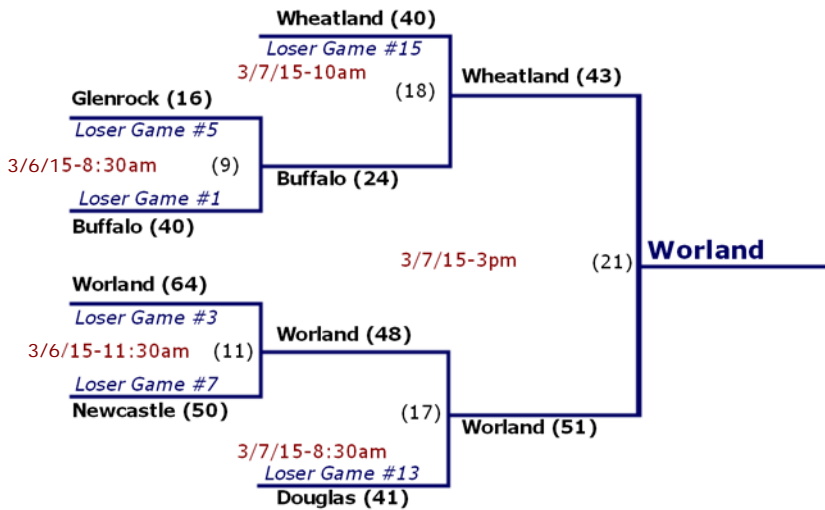 Wheatland (40)
Loser Game #15
3/7/15-10am
(18)
Wheatland (43)
Glenrock (16)
Loser Game #5
3/6/15-8:30am
(9)
Loser Game #1
Buffalo (40)
Buffalo (24)
3/7/15-3pm
(21)
Worland
Worland (64)
Loser Game #3
3/6/15-11:30am
(11)
Loser Game #7
Newcastle (50)
Worland (48)
(17)
Worland (51)
3/7/15-8:30am
Loser Game #13
Douglas (41)